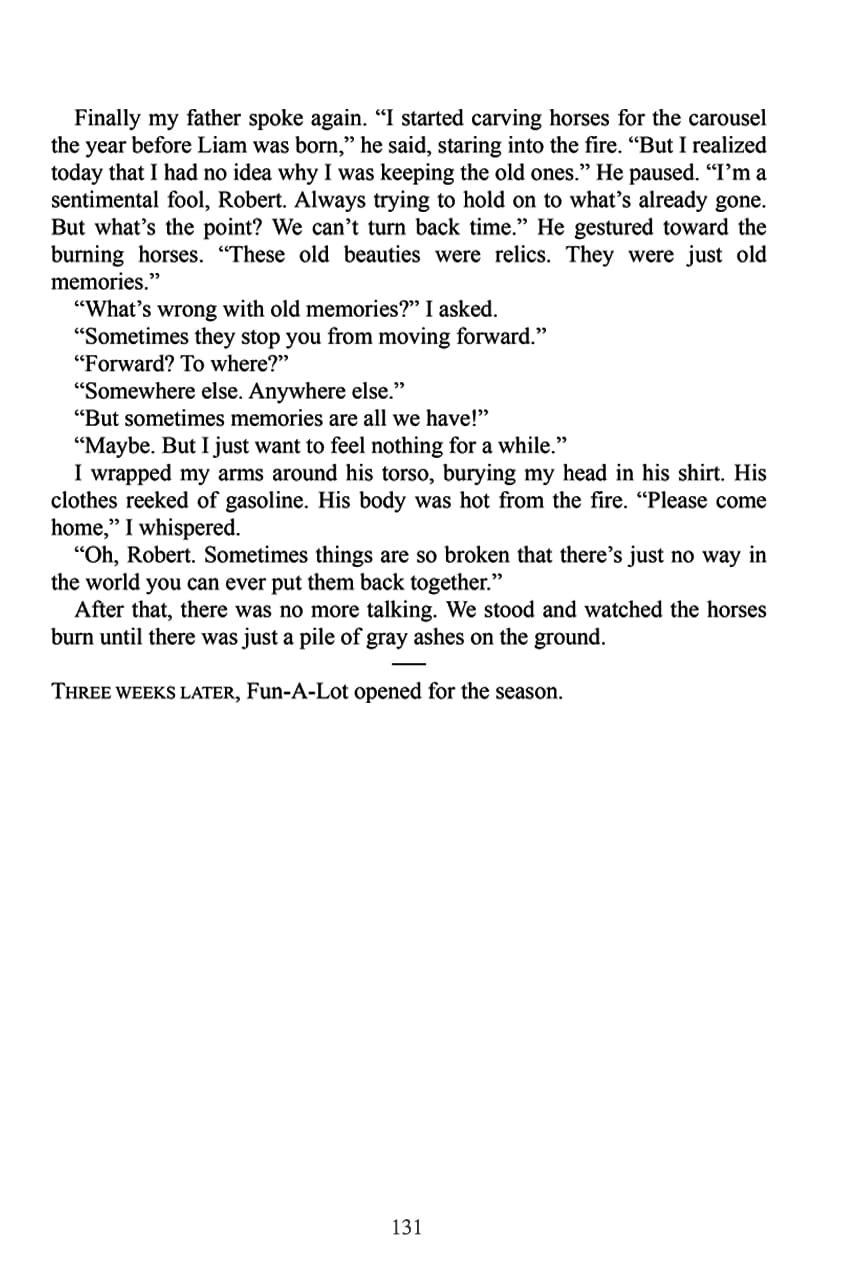 Finally my father spoke again. “I started carving horses for the carousel
the year before Liam was born,” he said, staring into the fire. “But I realized
today that I had no idea why I was keeping the old ones.” He paused. “I’m a
sentimental fool, Robert. Always trying to hold on to what’s already gone.
But what’s the point? We can’t turn back time.” He gestured toward the
burning horses. “These old beauties were relics. They were just old
memories.”
“What’s wrong with old memories?” I asked.
“Sometimes they stop you from moving forward.”
“Forward? To where?”
“Somewhere else. Anywhere else.”
“But sometimes memories are all we have!”
“Maybe. But I just want to feel nothing for a while.”
I wrapped my arms around his torso, burying my head in his shirt. His
clothes reeked of gasoline. His body was hot from the fire. “Please come
home,” I whispered.
“Oh, Robert. Sometimes things are so broken that there’s just no way in
the world you can ever put them back together.”
After that, there was no more talking. We stood and watched the horses
burn until there was just a pile of gray ashes on the ground.
THREE WEEKS LATER, Fun-A-Lot opened for the season.
131